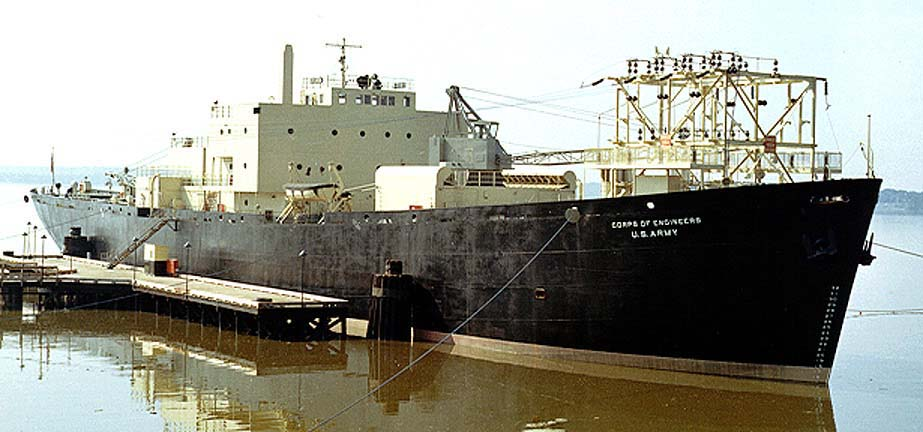 CORPS OF ENGINEERS
U.S. ARMY